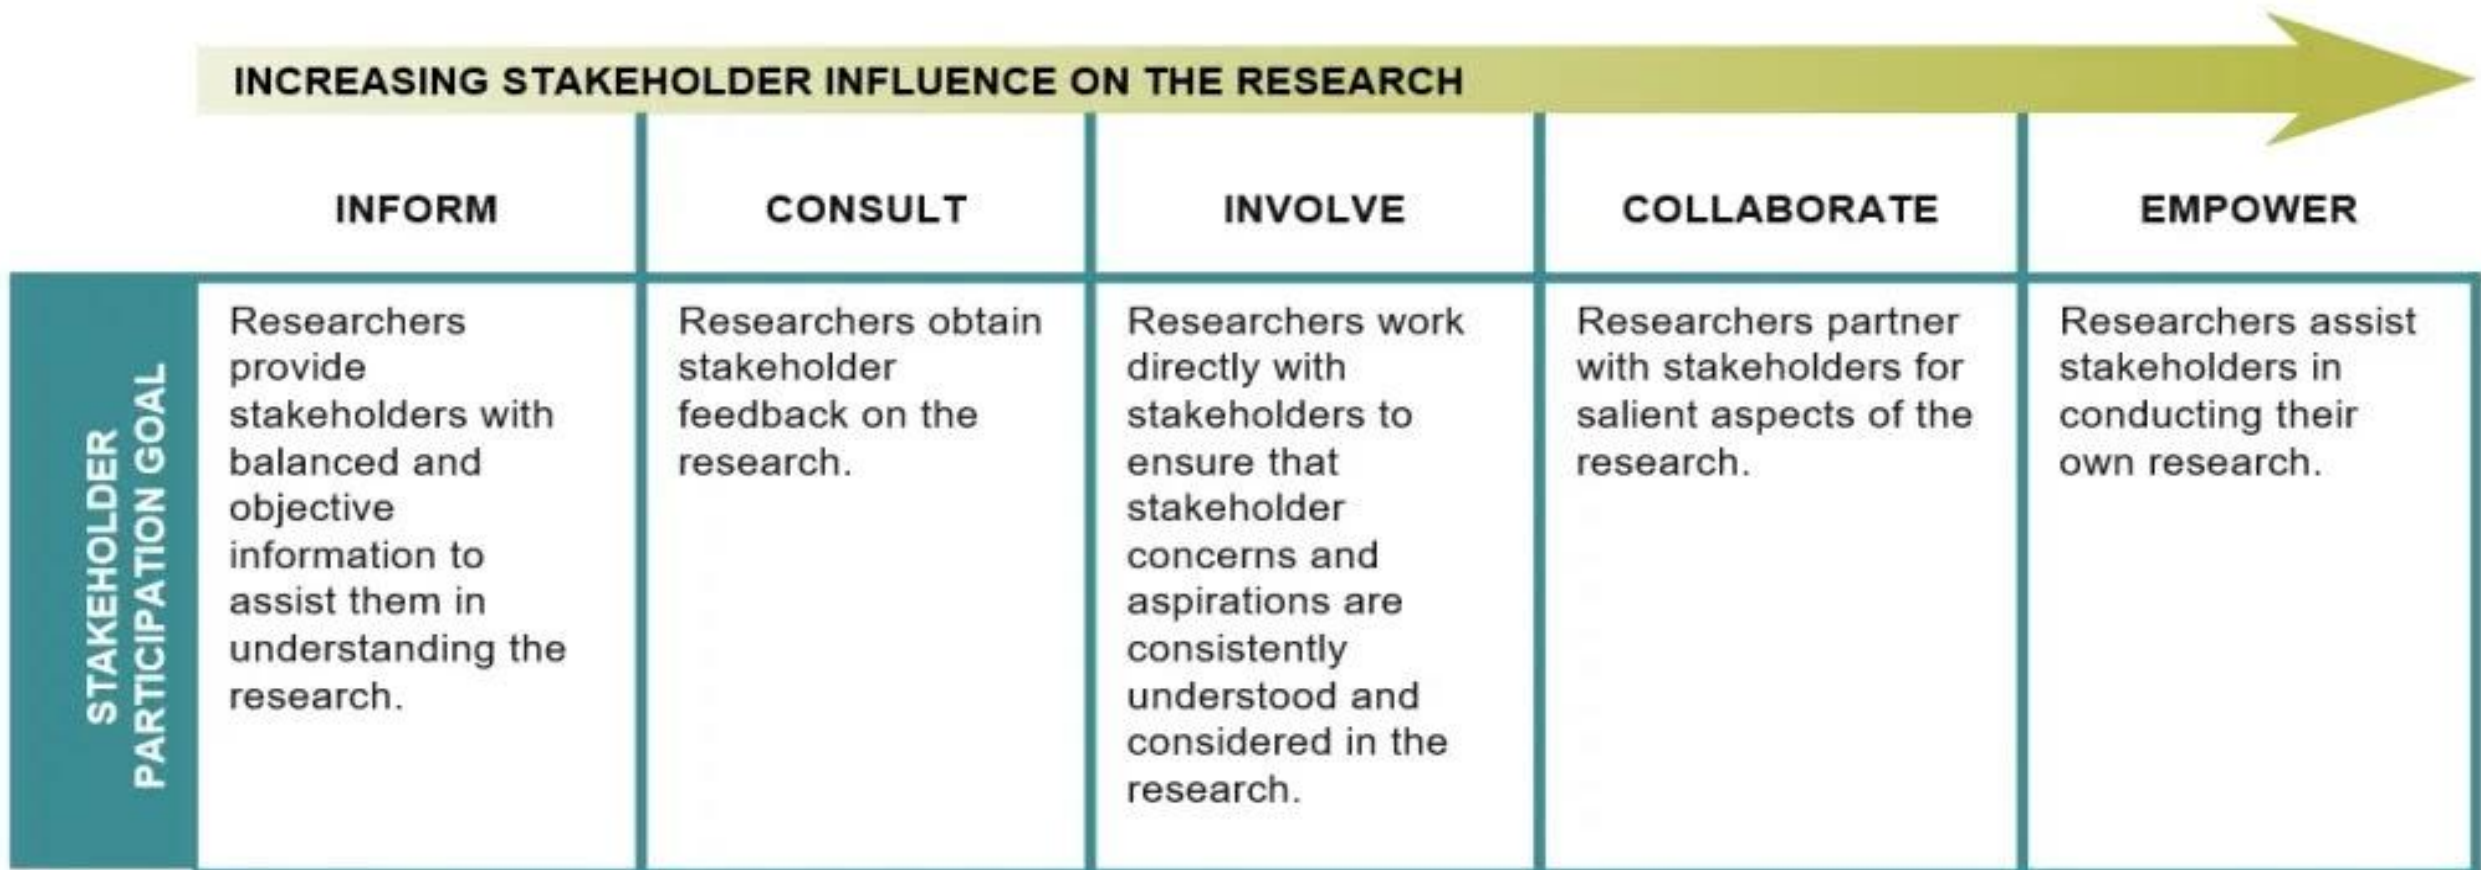 INCREASING STAKEHOLDER INFLUENCE ON THE RESEARCH
INFORM
CONSULT
INVOLVE
COLLABORATE
EMPOWER
STAKEHOLDER
PARTICIPATION GOAL
Researchers
provide
stakeholders with
balanced and
objective
information to
assist them in
understanding the
research.
Researchers obtain
stakeholder
feedback on the
research.
Researchers work
directly with
stakeholders to
ensure that
stakeholder
concerns and
aspirations are
consistently
understood and
considered in the
research.
Researchers partner
with stakeholders for
salient aspects of the
research.
Researchers assist
stakeholders in
conducting their
own research.